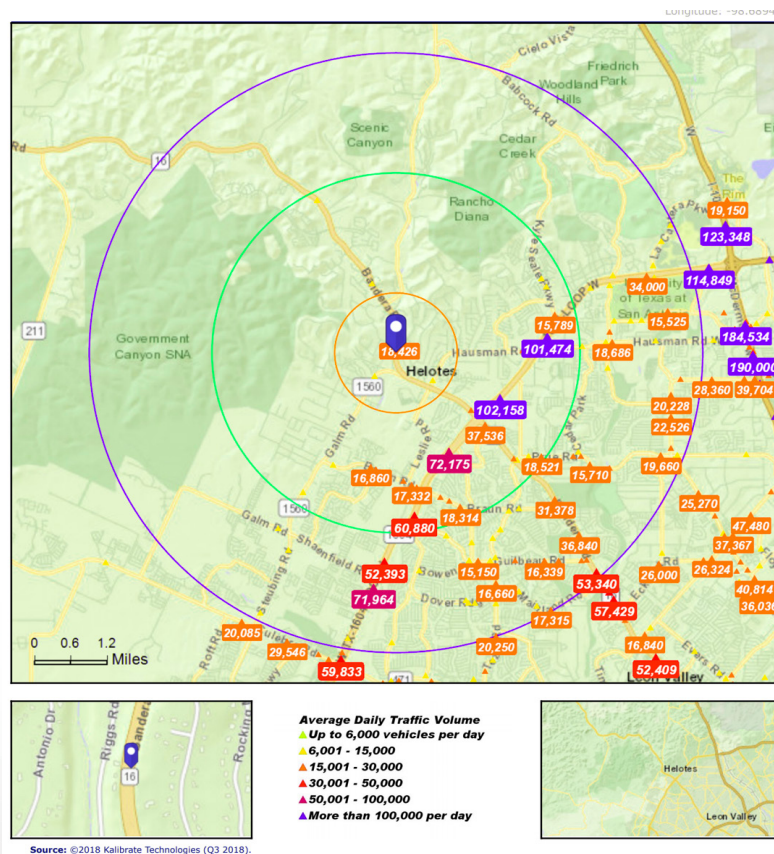 Longitude: -98.6894
Cielo Vista
Friedrich
Park
Woodland
Hills
Babcock Rd
Scenic
Canyon
Cedar
Creek
Rd
16
W
The
Rim
19,150
123,348
Rancho
Diana
Kyle Seale Pkwy
La Cantera Pkwy
LOOP W
34,000
114,849
of Texas at
15,525
Bandera
211
Government
Canyon SNA
18,426
15,789
101,474
Hausman Rd
18,686
Hausman Rd W
184,534
190,000
Helotes
1560
28,360
39,704
102,158
20,228
22,526
37,536
Galm Rd
Leslie Rd
72,175
18,521
15,710
19,660
16,860
17,332
1560
Braun Rd
18,314
31,378
25,270
60,880
47,480
Galm Rd
Shaenfield Rd
36,840
37,367
Steubing Rd
52,393
15,150
Guilbeau Rd
16,339
53,340
26,000
26,324
71,964
Dover
16,660
57,429
40,814
36,036
17,315
Roft Rd
20,085
29,546
20,250
16,840
59,833
52,409
471
Leon Valley
0 0.6 1.2
Miles
Antonio Dr
Riggs Rd
Bandera
Rocking
16
Average Daily Traffic Volume
Up to 6,000 vehicles per day
6,001 - 15,000
15,001 - 30,000
30,001 - 50,000
50,001 - 100,000
More than 100,000 per day
Helotes
Leon Valley
Source: ©2018 Kalibrate Technologies (Q3 2018).